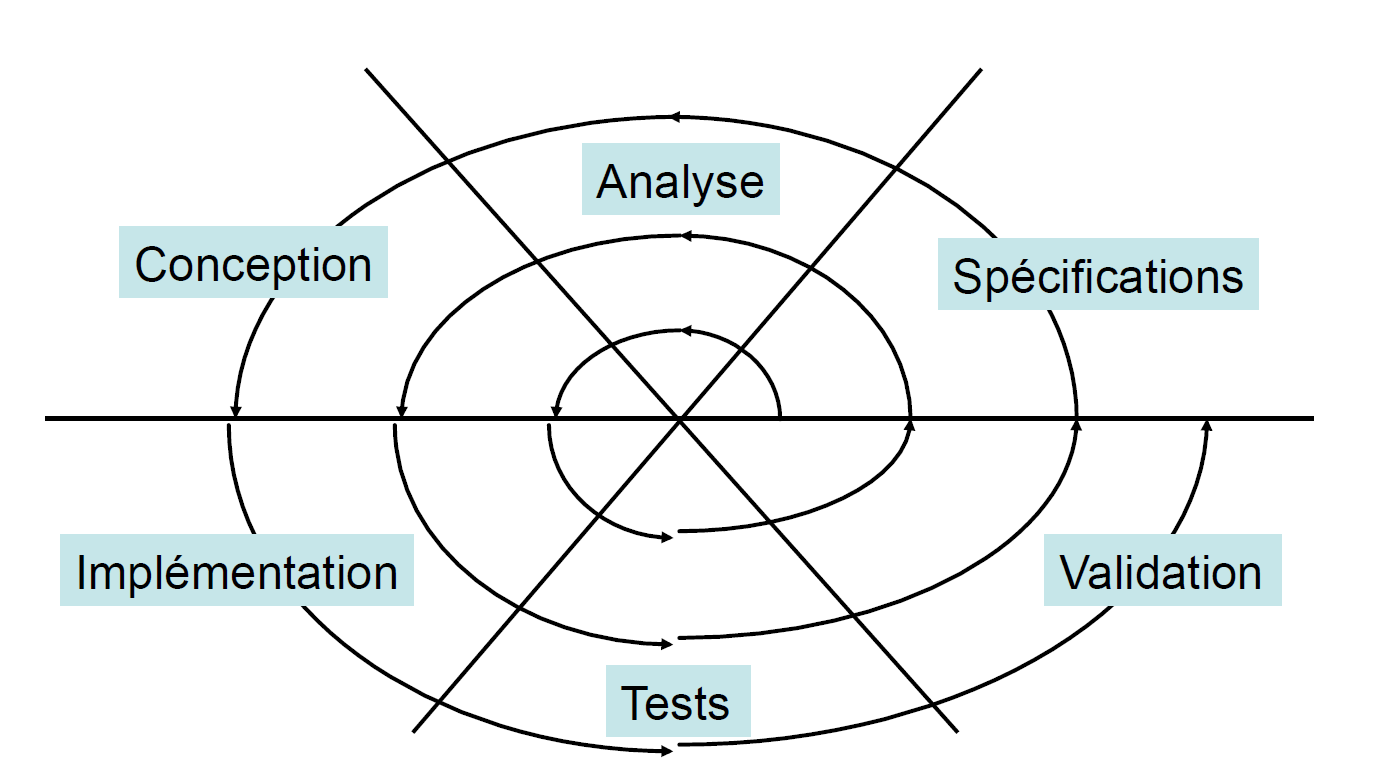 Analyse
Conception
Spécifications
Implémentation
Validation
Tests